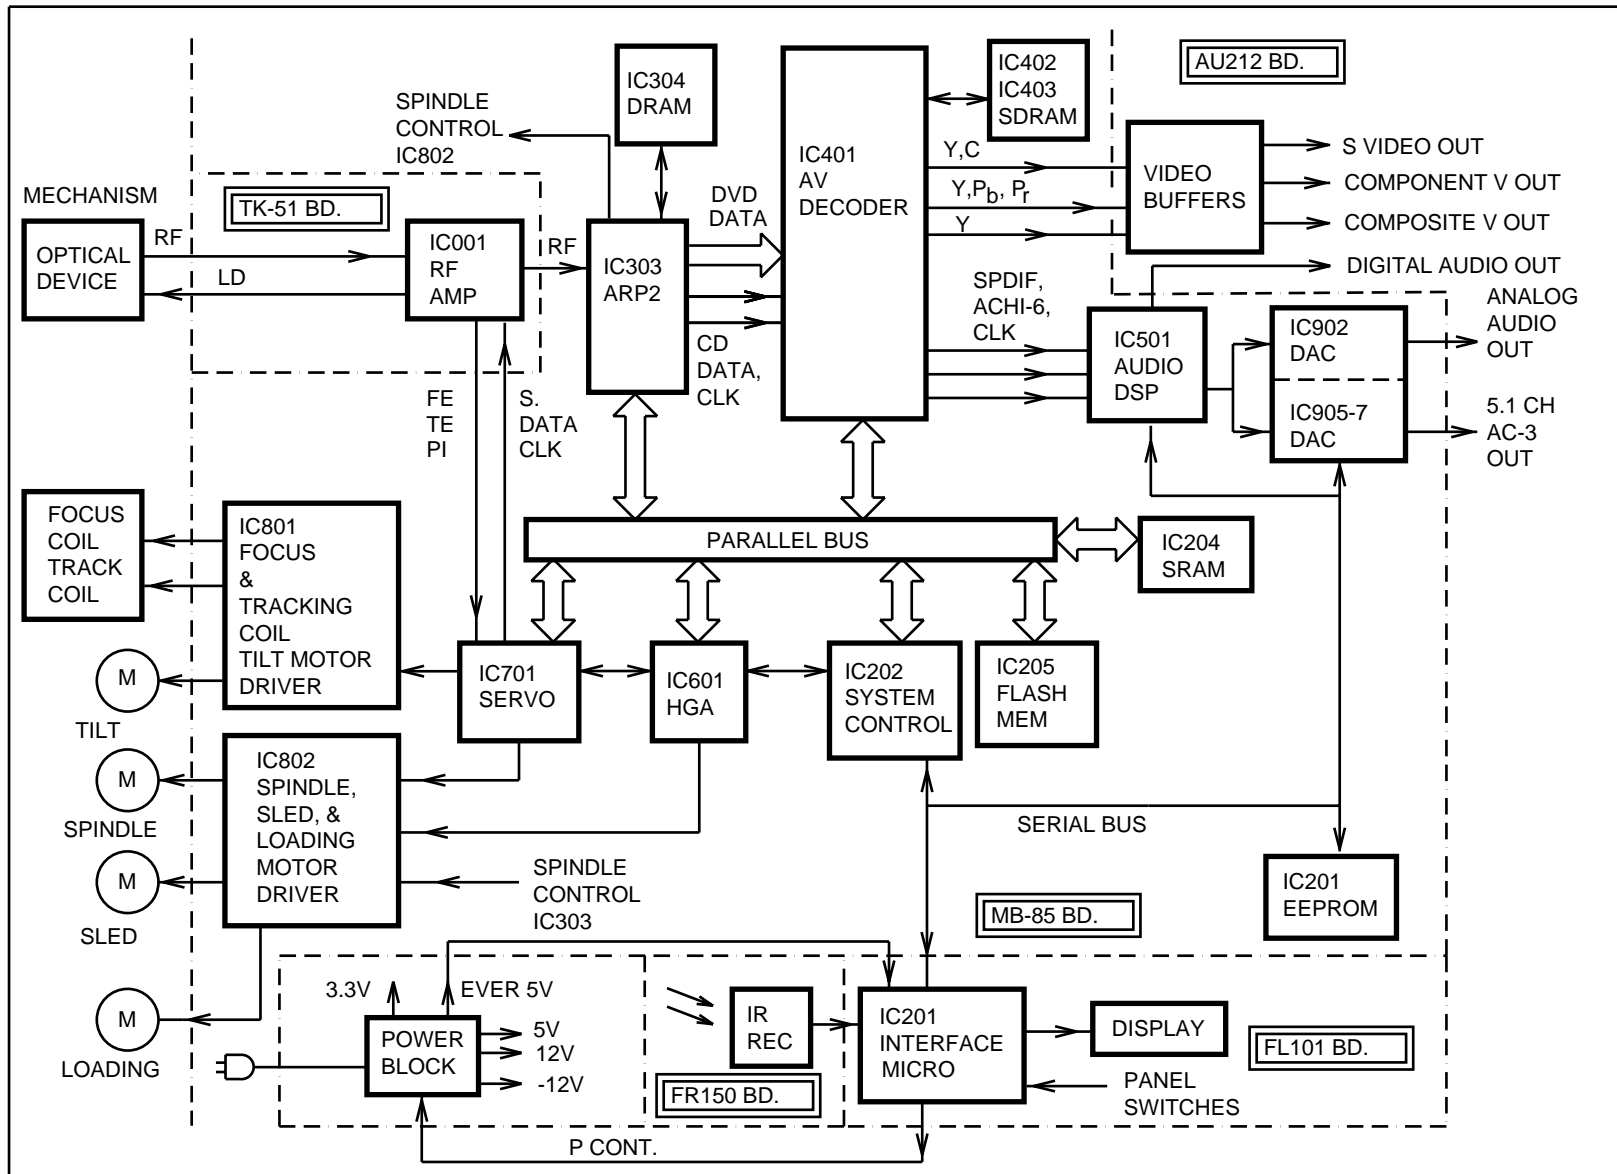 AU212 BD.
IC304
DRAM
IC402
IC403
SDRAM
SPINDLE
CONTROL
IC802
IC401
AV
DECODER
Y,C
Y,Pb, Pr
Y
VIDEO
BUFFERS
S VIDEO OUT
COMPONENT V OUT
COMPOSITE V OUT
DIGITAL AUDIO OUT
MECHANISM
TK-51 BD.
OPTICAL
DEVICE
RF
LD
IC001
RF
AMP
RF
IC303
ARP2
DVD
DATA
CD
DATA,
CLK
SPDIF,
ACHI-6,
CLK
IC501
AUDIO
DSP
IC902
DAC
IC905-7
DAC
ANALOG
AUDIO
OUT
5.1 CH
AC-3
OUT
FE
TE
PI
S.
DATA
CLK
FOCUS
COIL
TRACK
COIL
IC801
FOCUS
&
TRACKING
COIL
TILT MOTOR
DRIVER
PARALLEL BUS
IC204
SRAM
M
TILT
IC701
SERVO
IC601
HGA
IC202
SYSTEM
CONTROL
IC205
FLASH
MEM
M
SPINDLE
IC802
SPINDLE,
SLED, &
LOADING
MOTOR
DRIVER
M
SLED
SPINDLE
CONTROL
IC303
SERIAL BUS
MB-85 BD.
IC201
EEPROM
M
LOADING
3.3V
EVER 5V
POWER
BLOCK
5V
12V
-12V
IR
REC
FR150 BD.
IC201
INTERFACE
MICRO
DISPLAY
FL101 BD.
PANEL
SWITCHES
P CONT.